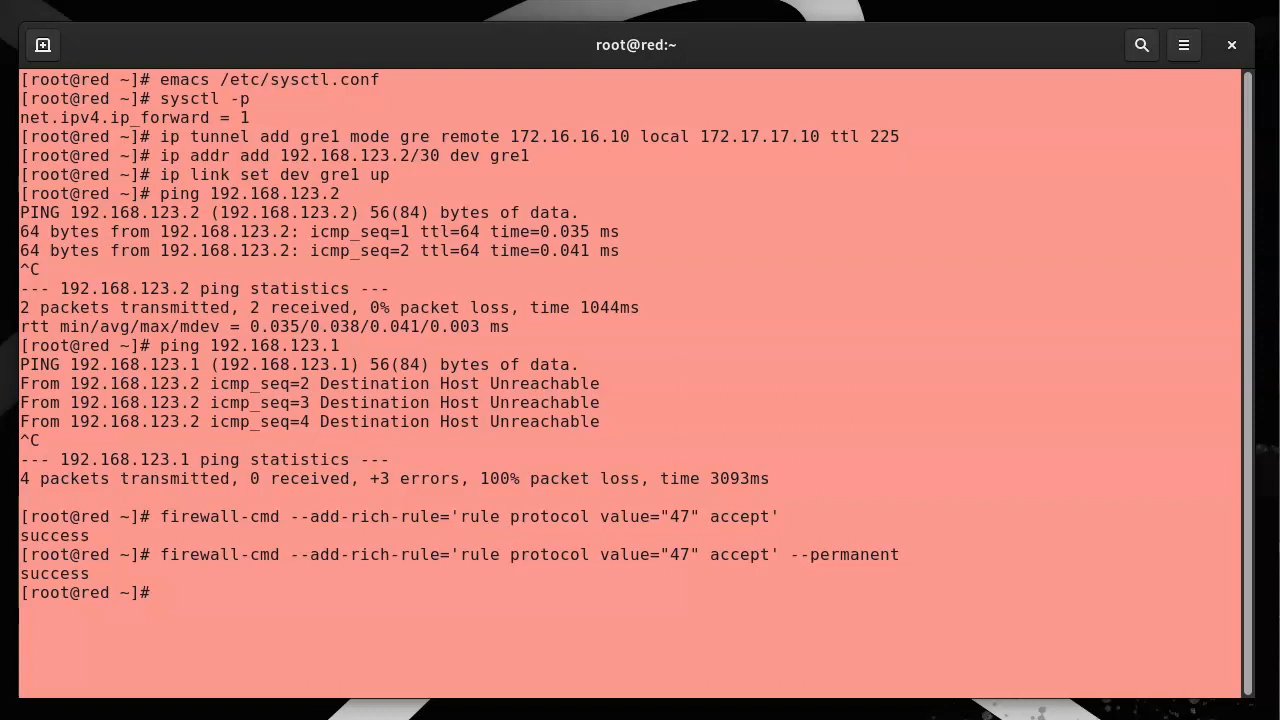 root@red:~
[root@red ~]# emacs /etc/sysctl.conf
[root@red ~]# sysctl -p
net.ipv4.ip_forward = 1
[root@red ~]# ip tunnel add gre1 mode gre remote 172.16.16.10 local 172.17.17.10 ttl 225
[root@red ~]# ip addr add 192.168.123.2/30 dev gre1
[root@red ~]# ip link set dev gre1 up
[root@red ~]# ping 192.168.123.2
PING 192.168.123.2 (192.168.123.2) 56(84) bytes of data.
64 bytes from 192.168.123.2: icmp_seq=1 ttl=64 time=0.035 ms
64 bytes from 192.168.123.2: icmp_seq=2 ttl=64 time=0.041 ms
^C
--- 192.168.123.2 ping statistics ---
2 packets transmitted, 2 received, 0% packet loss, time 1044ms
rtt min/avg/max/mdev = 0.035/0.038/0.041/0.003 ms
[root@red ~]# ping 192.168.123.1
PING 192.168.123.1 (192.168.123.1) 56(84) bytes of data.
From 192.168.123.2 icmp_seq=2 Destination Host Unreachable
From 192.168.123.2 icmp_seq=3 Destination Host Unreachable
From 192.168.123.2 icmp_seq=4 Destination Host Unreachable
^C
--- 192.168.123.1 ping statistics ---
4 packets transmitted, 0 received, +3 errors, 100% packet loss, time 3093ms
[root@red ~]# firewall-cmd --add-rich-rule='rule protocol value="47" accept'
success
[root@red ~]# firewall-cmd --add-rich-rule='rule protocol value="47" accept' --permanent
success
[root@red ~]#